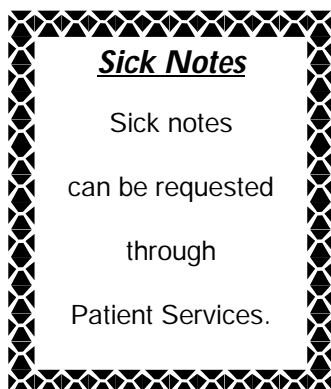 Sick Notes
Sick notes
can be requested
through
Patient Services.